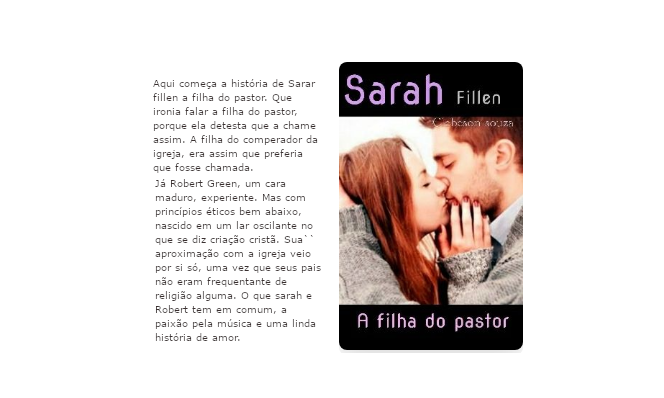 Aqui começa a história de Sarar
fillen a filha do pastor. Que
ironia falar a filha do pastor,
porque ela detesta que a chame
assim. A filha do comperador da
igreja, era assim que preferia
que fosse chamada.
Já Robert Green, um cara
maduro, experiente. Mas com
princípios éticos bem abaixo,
nascido em um lar oscilante no
que se diz criação cristã. Sua``
aproximação com a igreja veio
por si só, uma vez que seus pais
não eram frequentante de
religião alguma. O que sarah e
Robert tem em comum, a
paixão pela música e uma linda
história de amor.
Sarah Fillen
souza
A filha do pastor